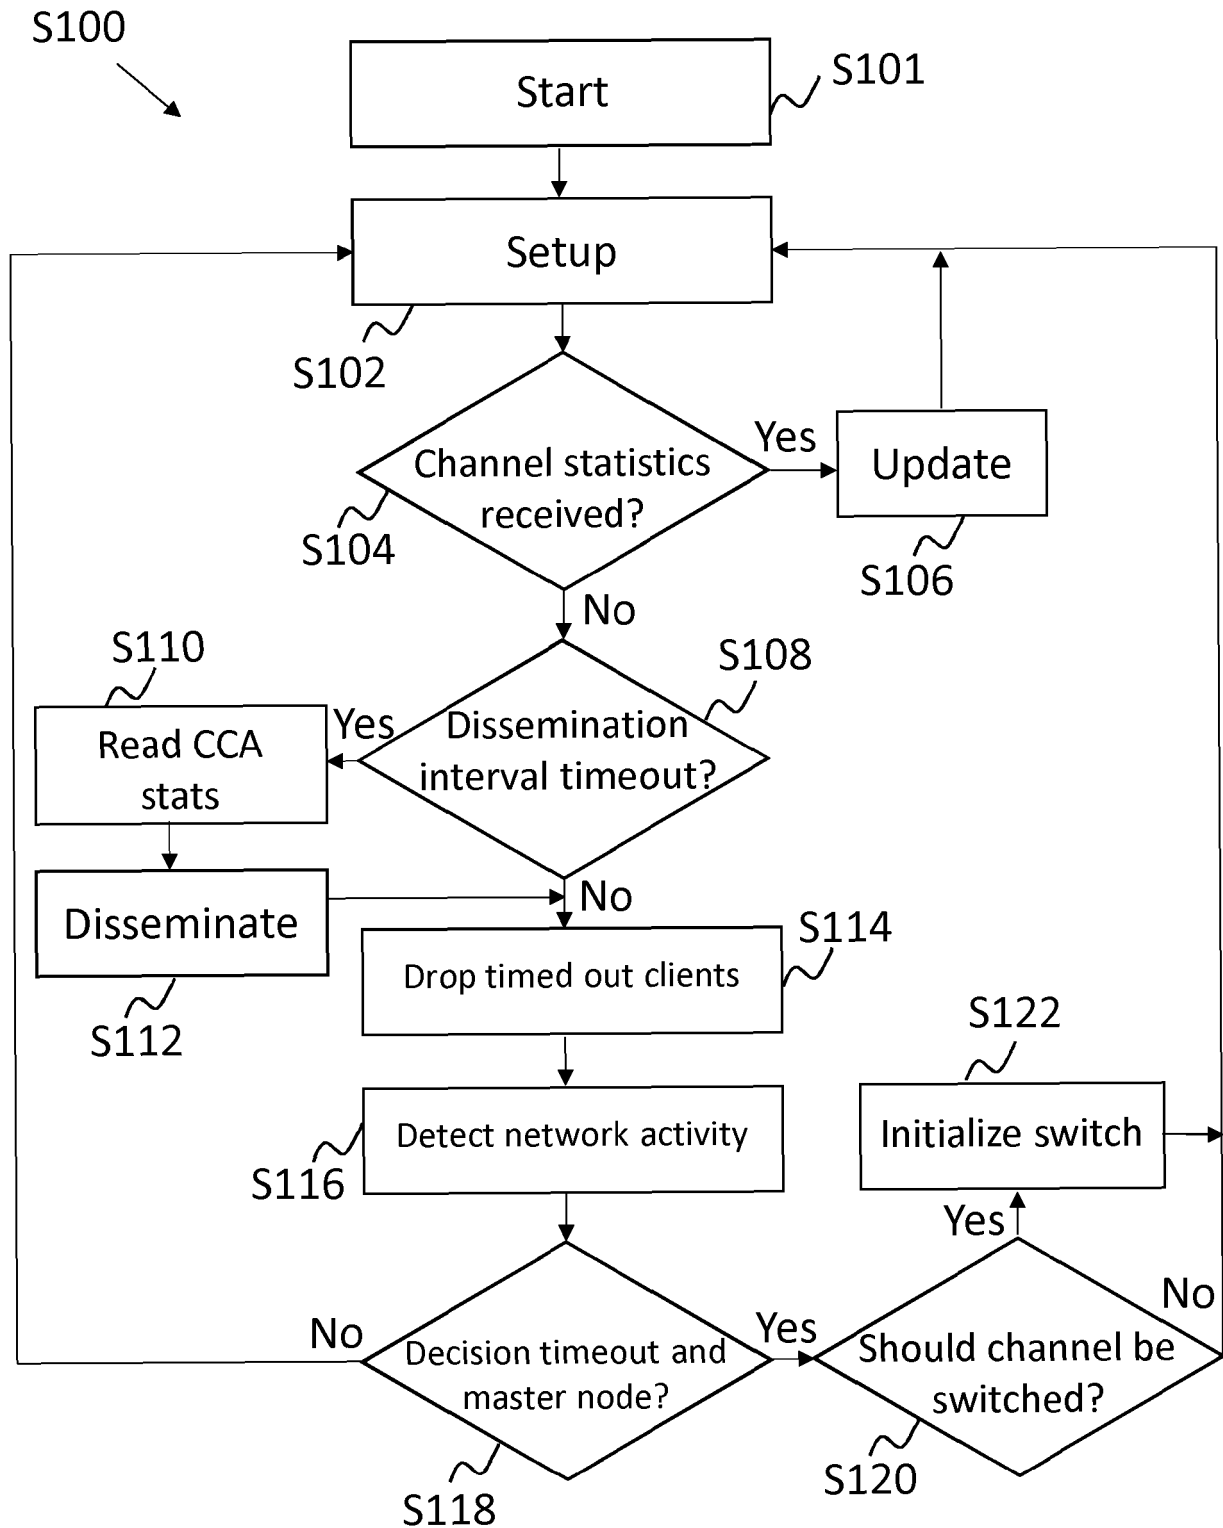 S100
Start
S101
Setup
S102
Channel statistics
received?
Yes
S104
Update
S106
No
S110
S108
Dissemination
interval timeout?
Yes
Read CCA
stats
No
Disseminate
S112
S114
Drop timed out clients
S122
Detect network activity
S116
Initialize switch
Yes
No
No
Decision timeout and
master node?
Yes
Should channel be
switched?
S118
S120